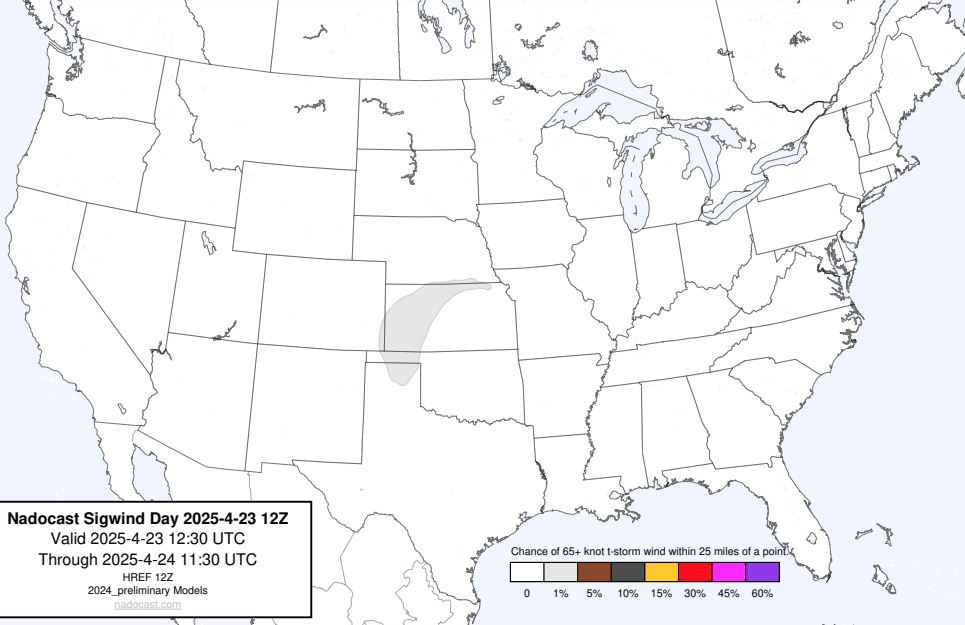 Nadocast Sigwind Day 2025-4-23 12Z
Valid 2025-4-23 12:30 UTC
Through 2025-4-24 11:30 UTC
HREF 12Z
2024_preliminary Models
nadocast.com
Chance of 65+ knot t-storm wind within 25 miles of a point.
0 1% 5% 10% 15% 30% 45% 60%